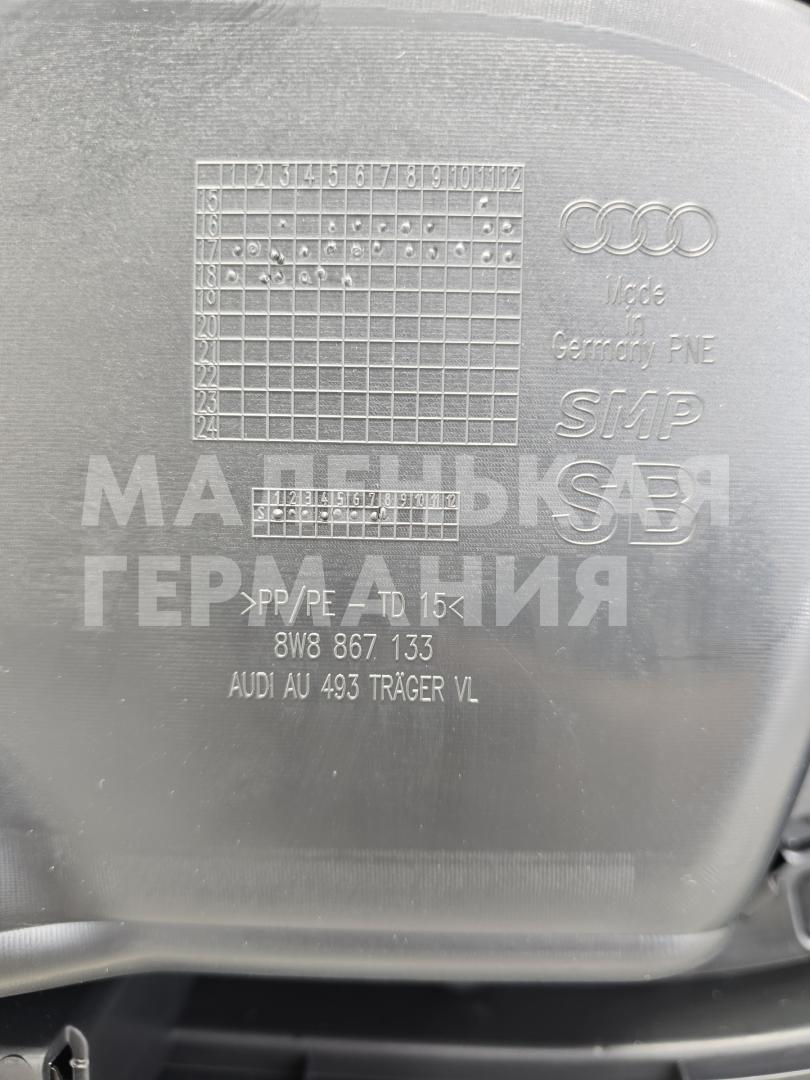 1 2 3 4 5 6 7 8 9 10 11 12
15
16
17
18
19
20
21
22
23
24
Made
in
Germany PNE
SMP
SB
МАЛЕНЬКАЯ
ГЕРМАНИЯ
1 2 3 4 5 6 7 8 9 10 11 12
S
>PP/PE - TD 15<
8W8 867 133
AUDI AU 493 TRÄGER VL